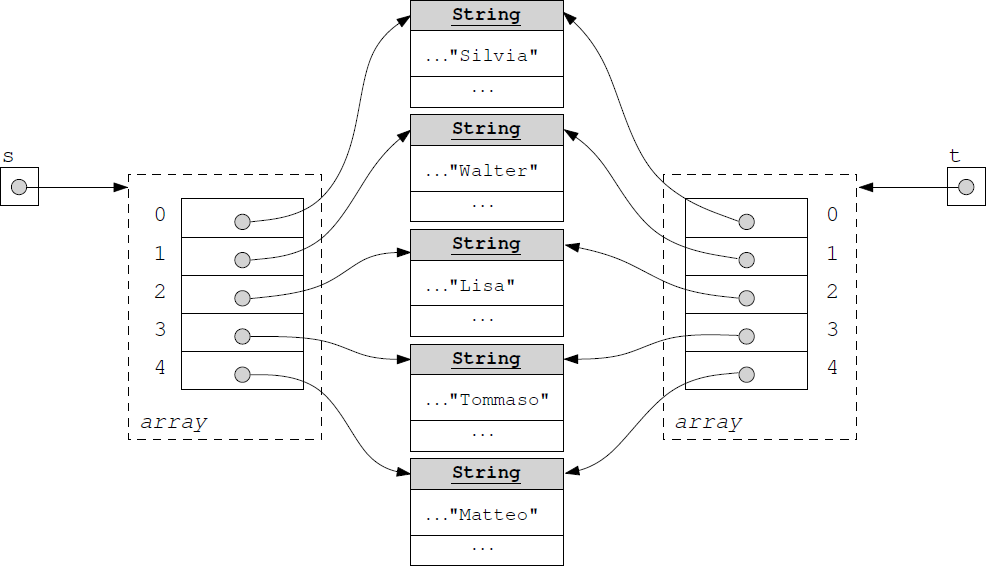 String
..."Silvia"
...
s
String
..."Walter"
...
t
0
1
2
3
4
array
String
..."Lisa"
...
String
..."Tommaso"
...
0
1
2
3
4
array
String
..."Matteo"
...